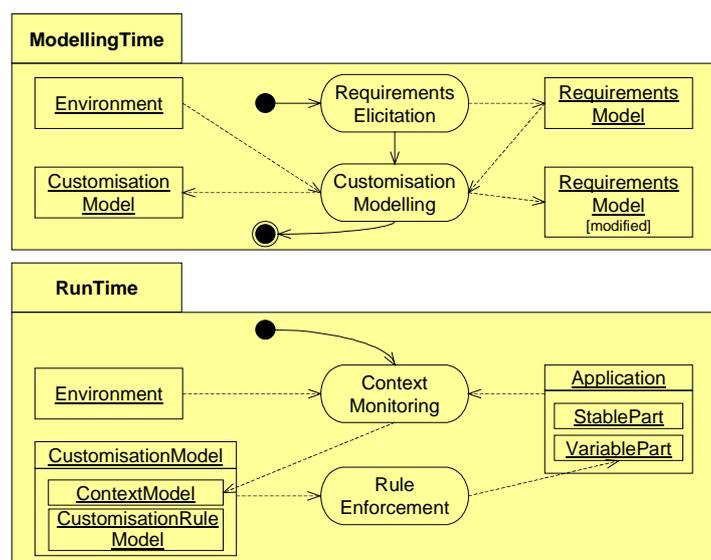 ModellingTime
Environment
Requirements
Elicitation
Requirements
Model
Customisation
Model
Customisation
Modelling
Requirements
Model
[modified]
RunTime
Environment
Context
Monitoring
Application
StablePart
VariablePart
CustomisationModel
ContextModel
CustomisationRule
Model
Rule
Enforcement